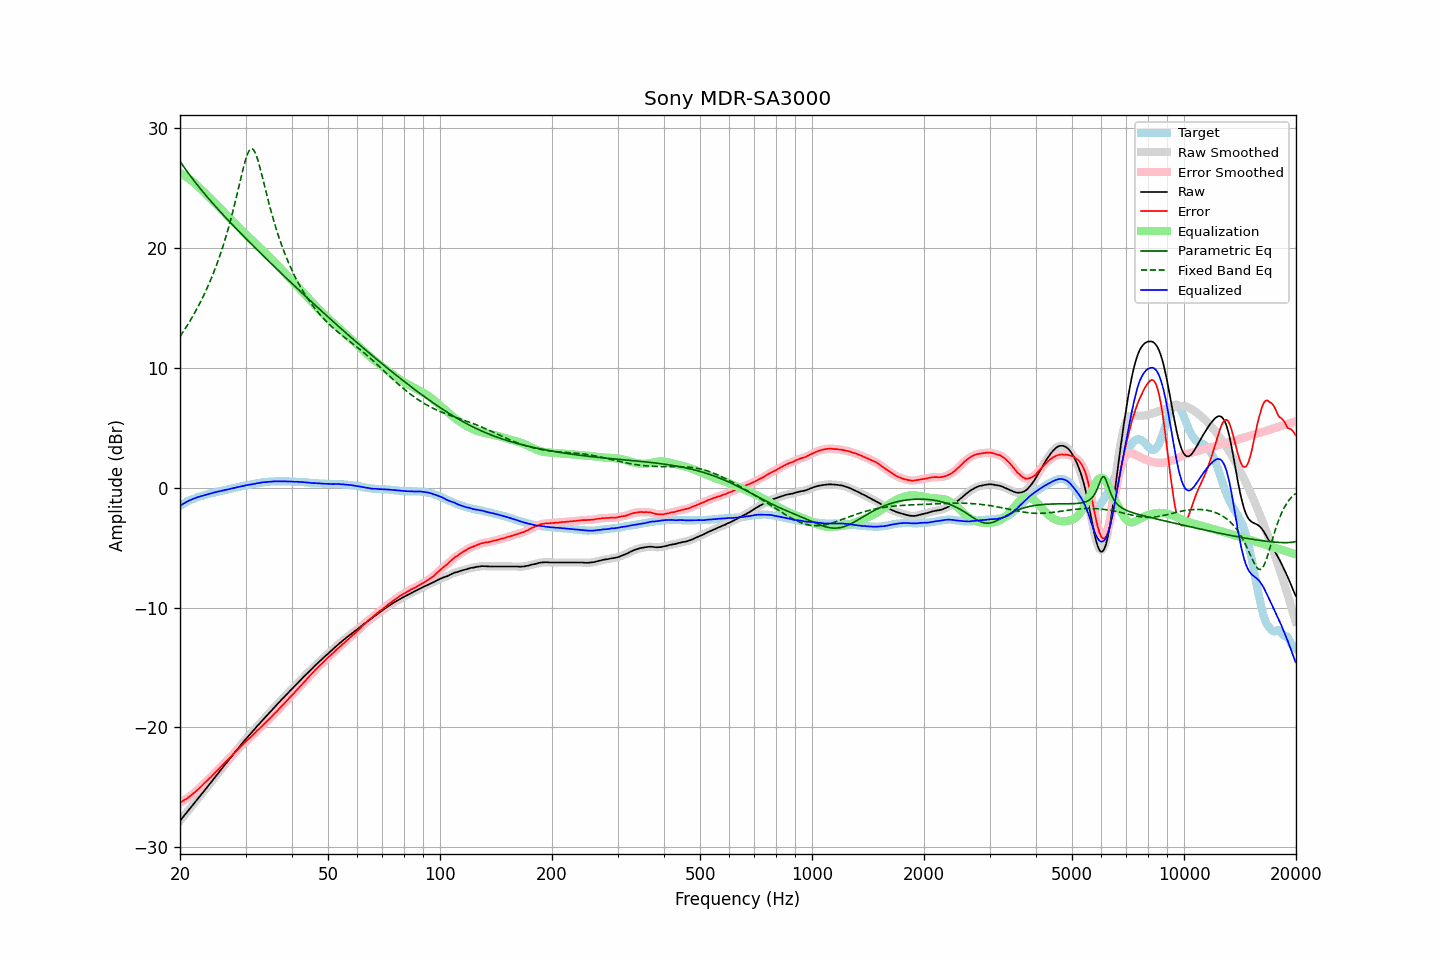 Sony MDR-SA3000
Target
Raw Smoothed
Error Smoothed
Raw
Error
Equalization
Parametric Eq
Fixed Band Eq
Equalized
Amplitude (dBr)
30
20
10
0
−10
−20
−30
20 50 100 200 500 1000 2000 5000 10000 20000
Frequency (Hz)